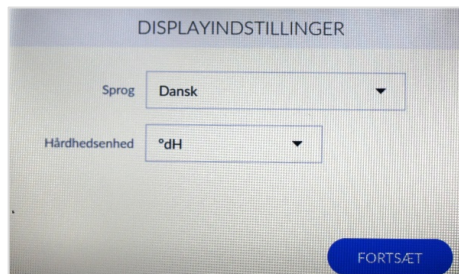 DISPLAYINDSTILLINGER
Sprog Dansk
Hårdhedsenhed °dH
FORTSÆT